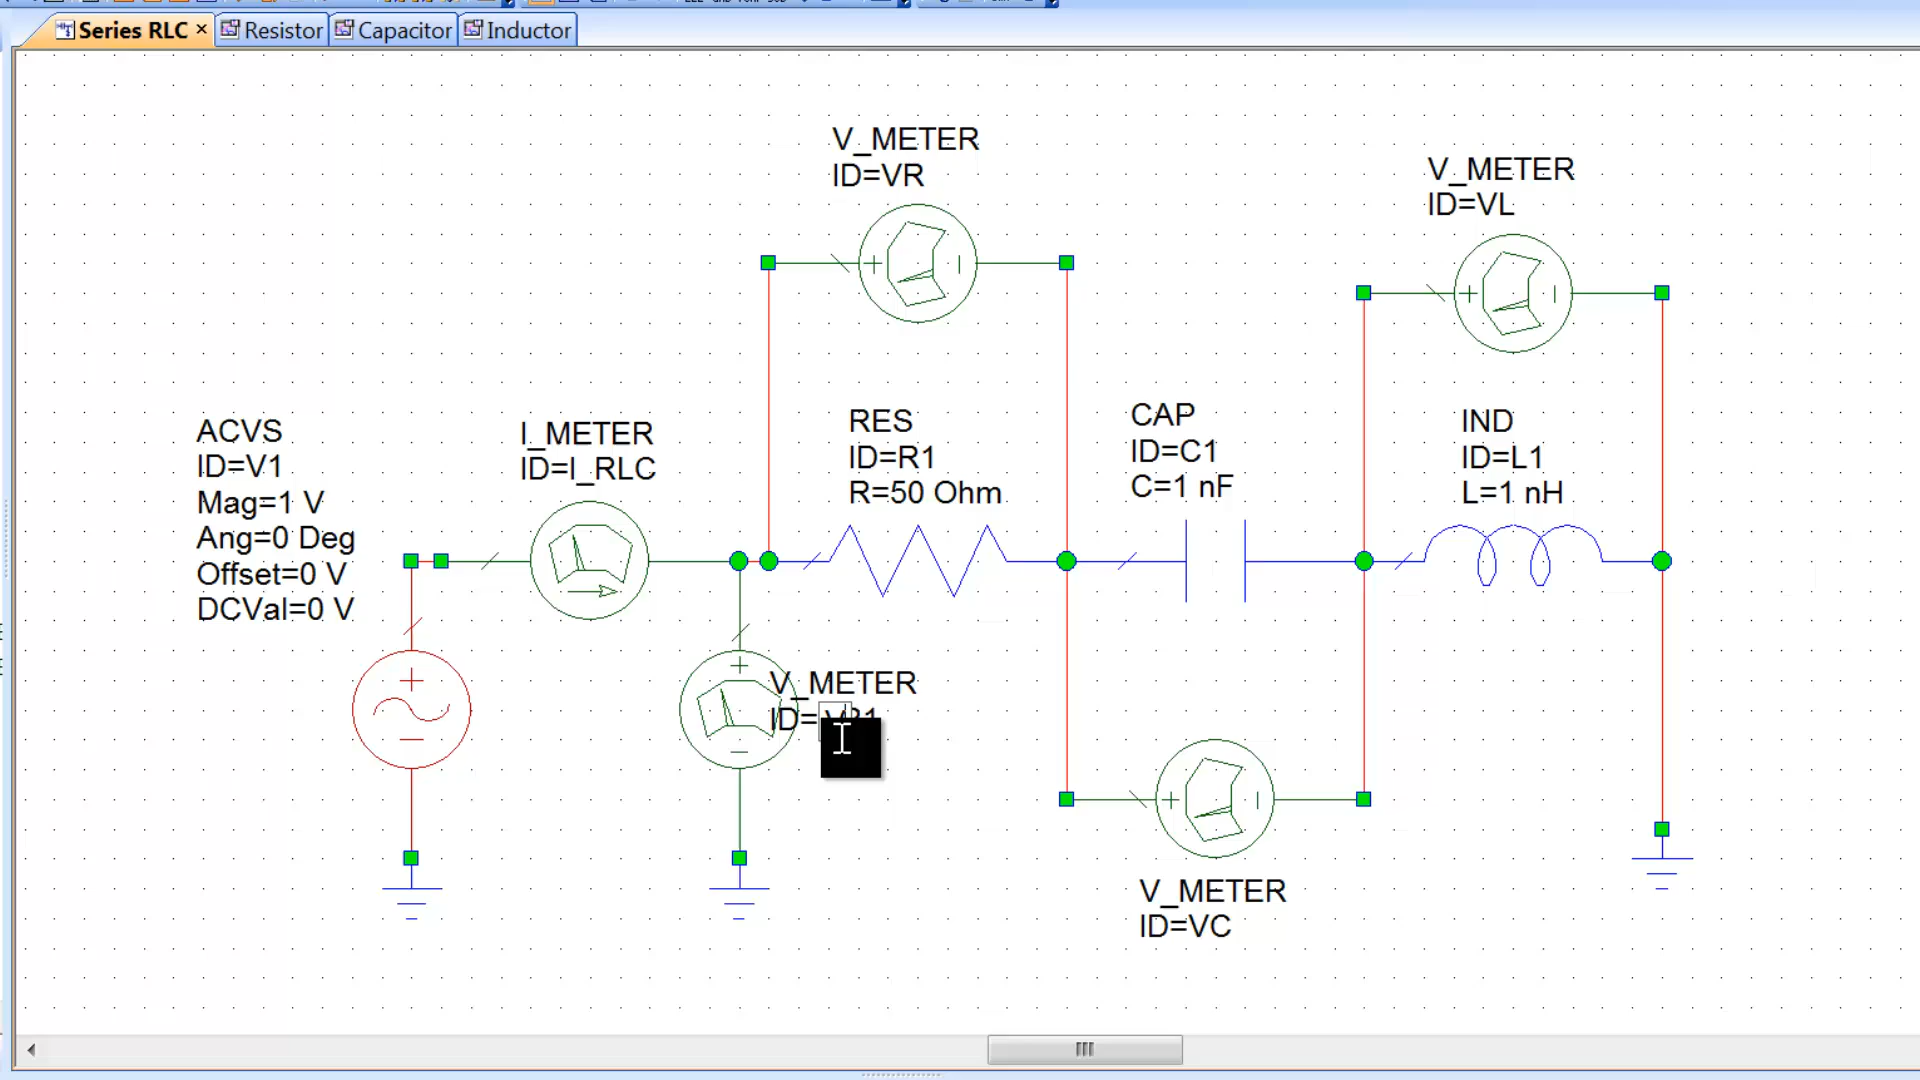 Series RLC
Resistor
Capacitor
Inductor
V_METER
ID=VR
V_METER
ID=VL
ACVS
ID=V1
Mag=1 V
Ang=0 Deg
Offset=0 V
DCVal=0 V
I_METER
ID=I_RLC
RES
ID=R1
R=50 Ohm
CAP
ID=C1
C=1 nF
IND
ID=L1
L=1 nH
V_METER
ID=
V_METER
ID=VC